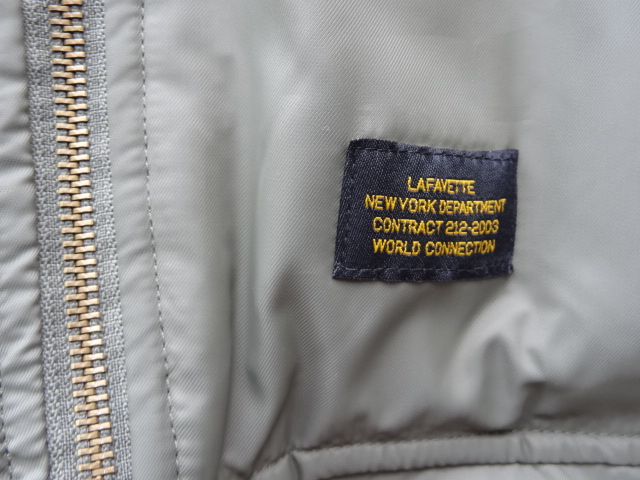 LAFAYETTE
NEW YORK DEPARTMENT
CONTRACT 212-2003
WORLD CONNECTION